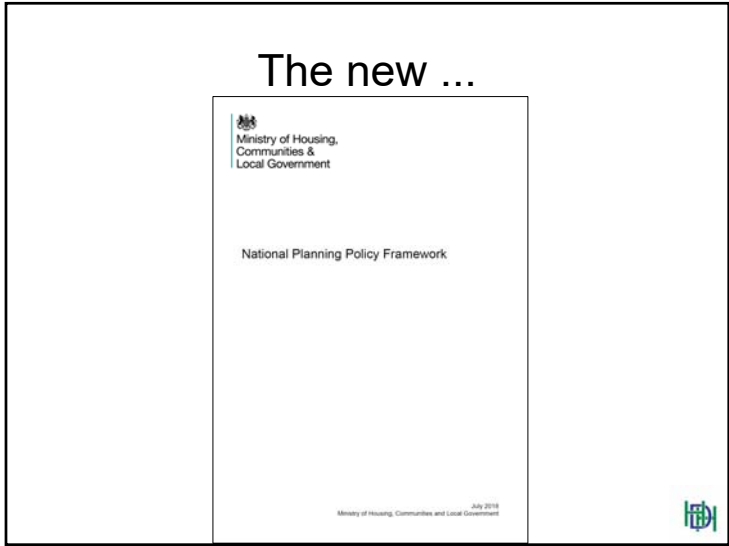 The new ...
Ministry of Housing,
Communities &
Local Government
National Planning Policy Framework
July 2018
Ministry of Housing, Communities and Local Government
HDH